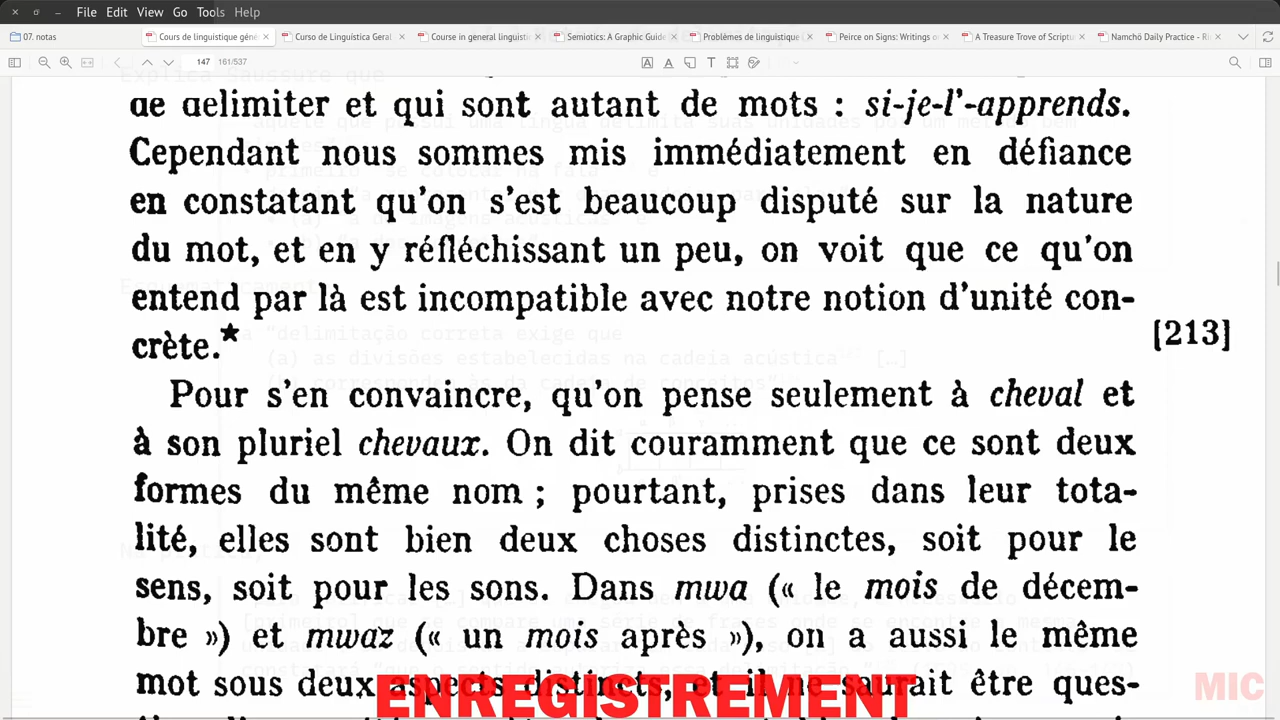 File Edit View Go Tools Help
07. notas
Cours de linguistique géné
Curso de Linguística Geral
Course in general linguisti
Semiotics: A Graphic Guide
Problèmes de linguistique
Peirce on Signs: Writings o
A Treasure Trove of Script
Namchö Daily Practice - Ri
147 161/537
de délimiter et qui sont autant de mots : si-je-l'-apprends.
Cependant nous sommes mis immédiatement en défiance
en constatant qu'on s'est beaucoup disputé sur la nature
du mot, et en y réfléchissant un peu, on voit que ce qu'on
entend par là est incompatible avec notre notion d'unité con-
crète.★
[213]
Pour s'en convaincre, qu'on pense seulement à cheval et
à son pluriel chevaux. On dit couramment que ce sont deux
formes du même nom ; pourtant, prises dans leur tota-
lité, elles sont bien deux choses distinctes, soit pour le
sens, soit pour les sons. Dans mwa (« le mois de décem-
bre ») et mwaz (« un mois après »), on a aussi le même
mot sous deux aspects distincts, et il ne saurait être ques-
ENREGISTREMENT
MIC